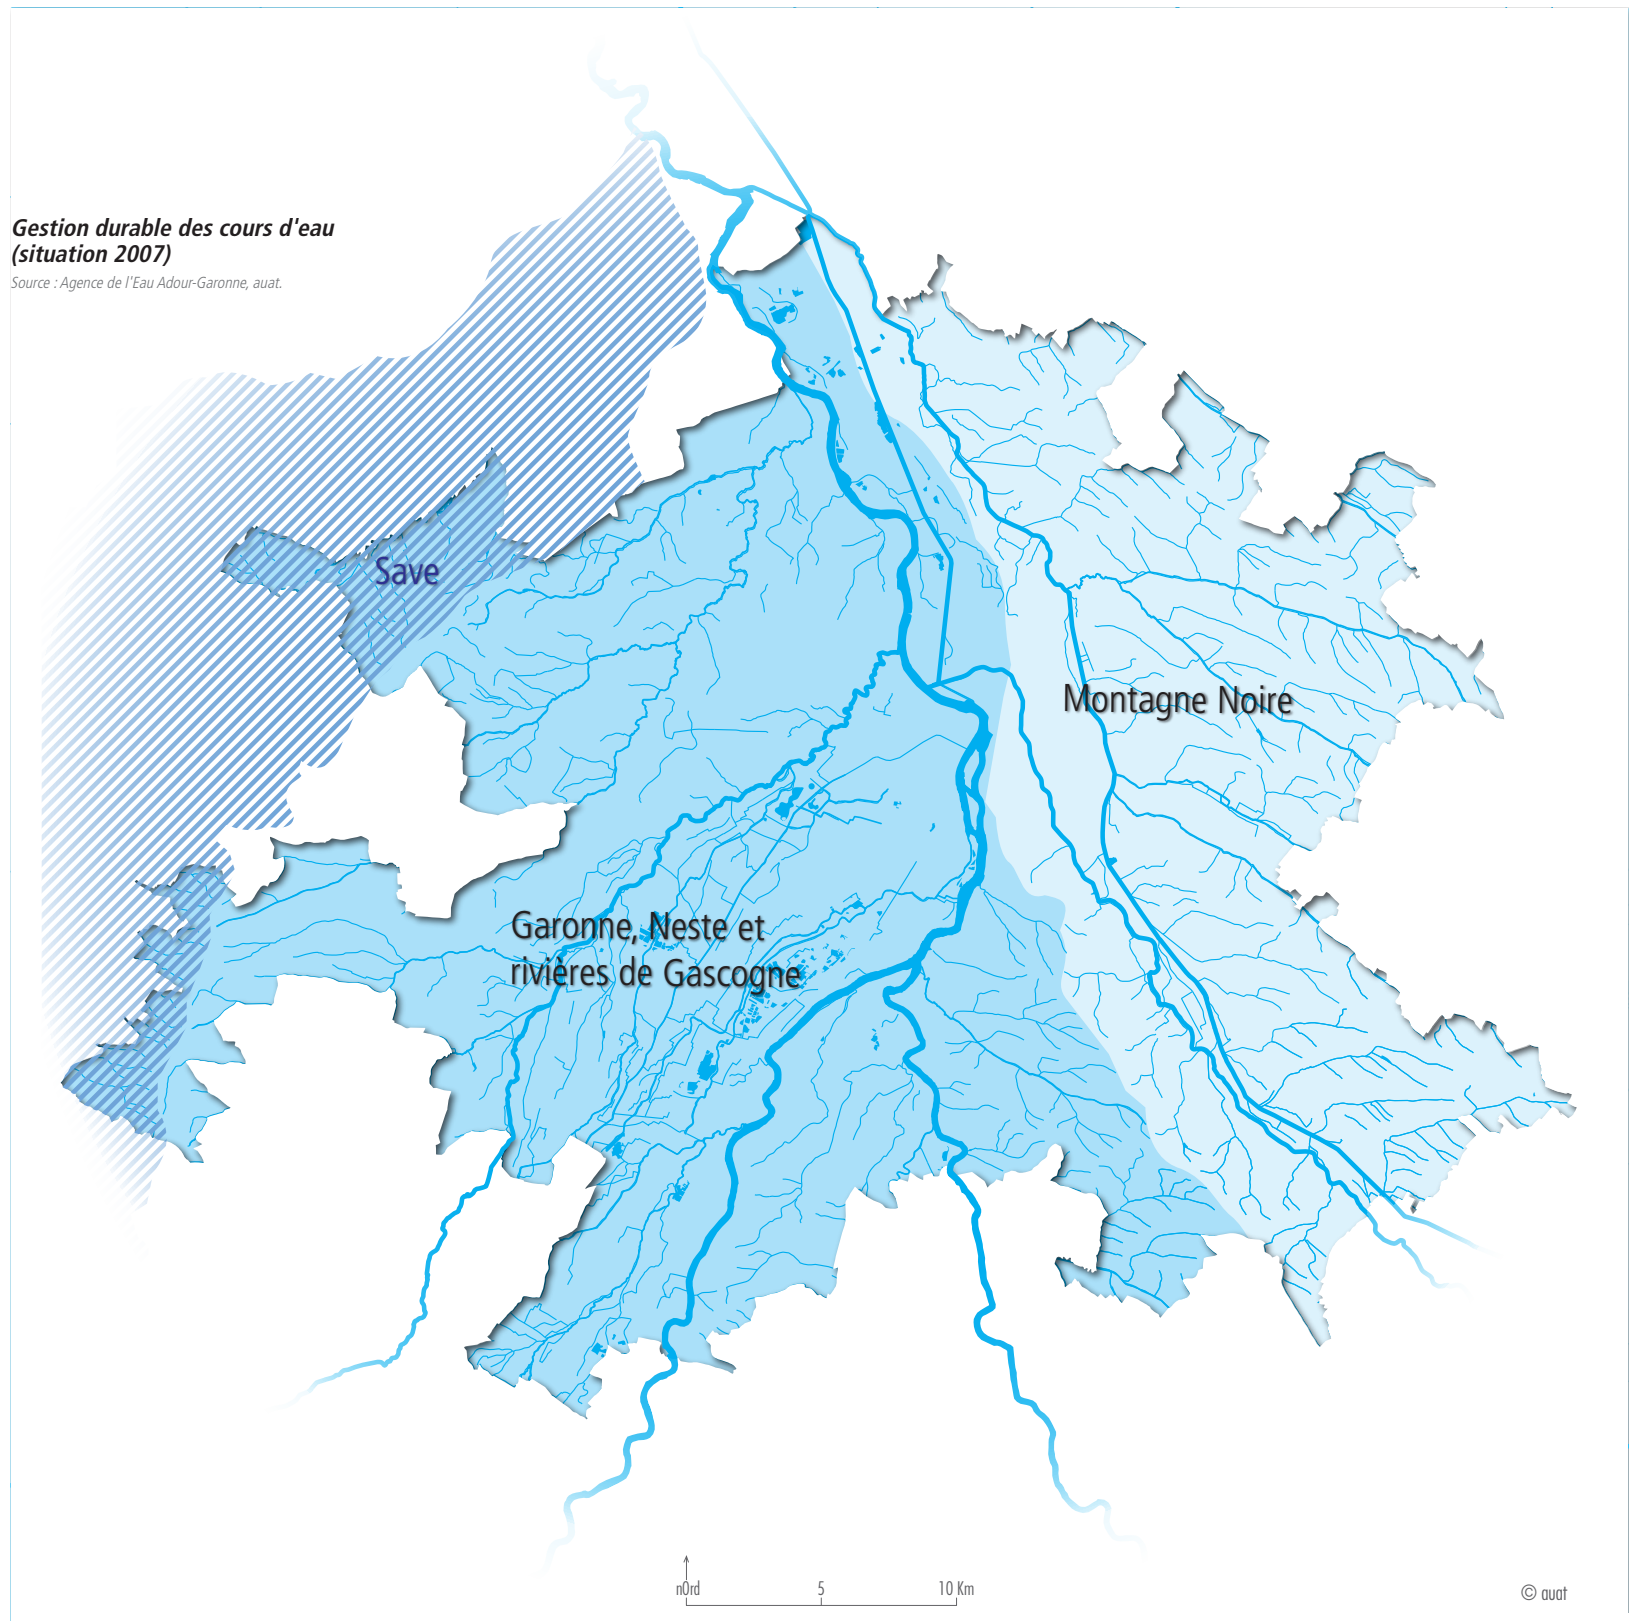 Gestion durable des cours d'eau
(situation 2007)
Source : Agence de l'Eau Adour-Garonne, auat.
Save
Montagne Noire
Garonne, Neste et
rivières de Gascogne
nOrd 5 10 Km
© auat